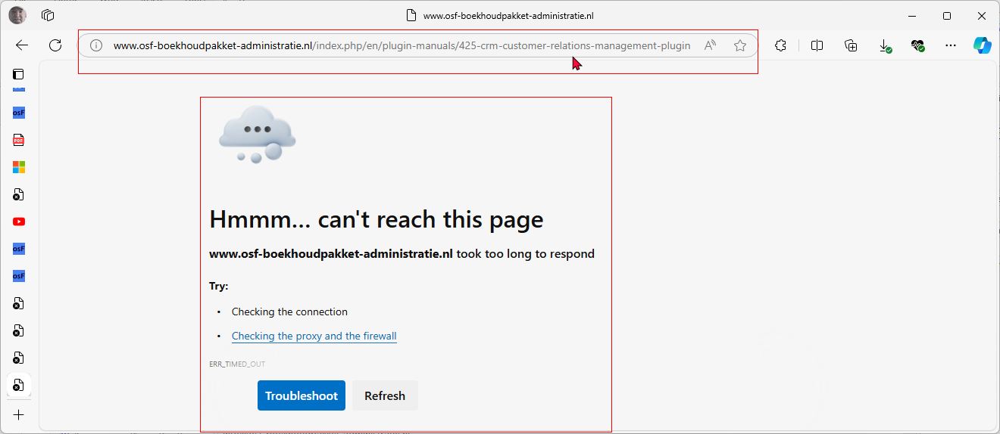 www.osf-boekhoudpakket-administratie.nl
www.osf-boekhoudpakket-administratie.nl/index.php/en/plugin-manuals/425-crm-customer-relations-management-plugin
osF
PDF
Hmmm... can't reach this page
www.osf-boekhoudpakket-administratie.nl took too long to respond
osF
osF
Try:
• Checking the connection
• Checking the proxy and the firewall
ERR_TIMED_OUT
Troubleshoot Refresh